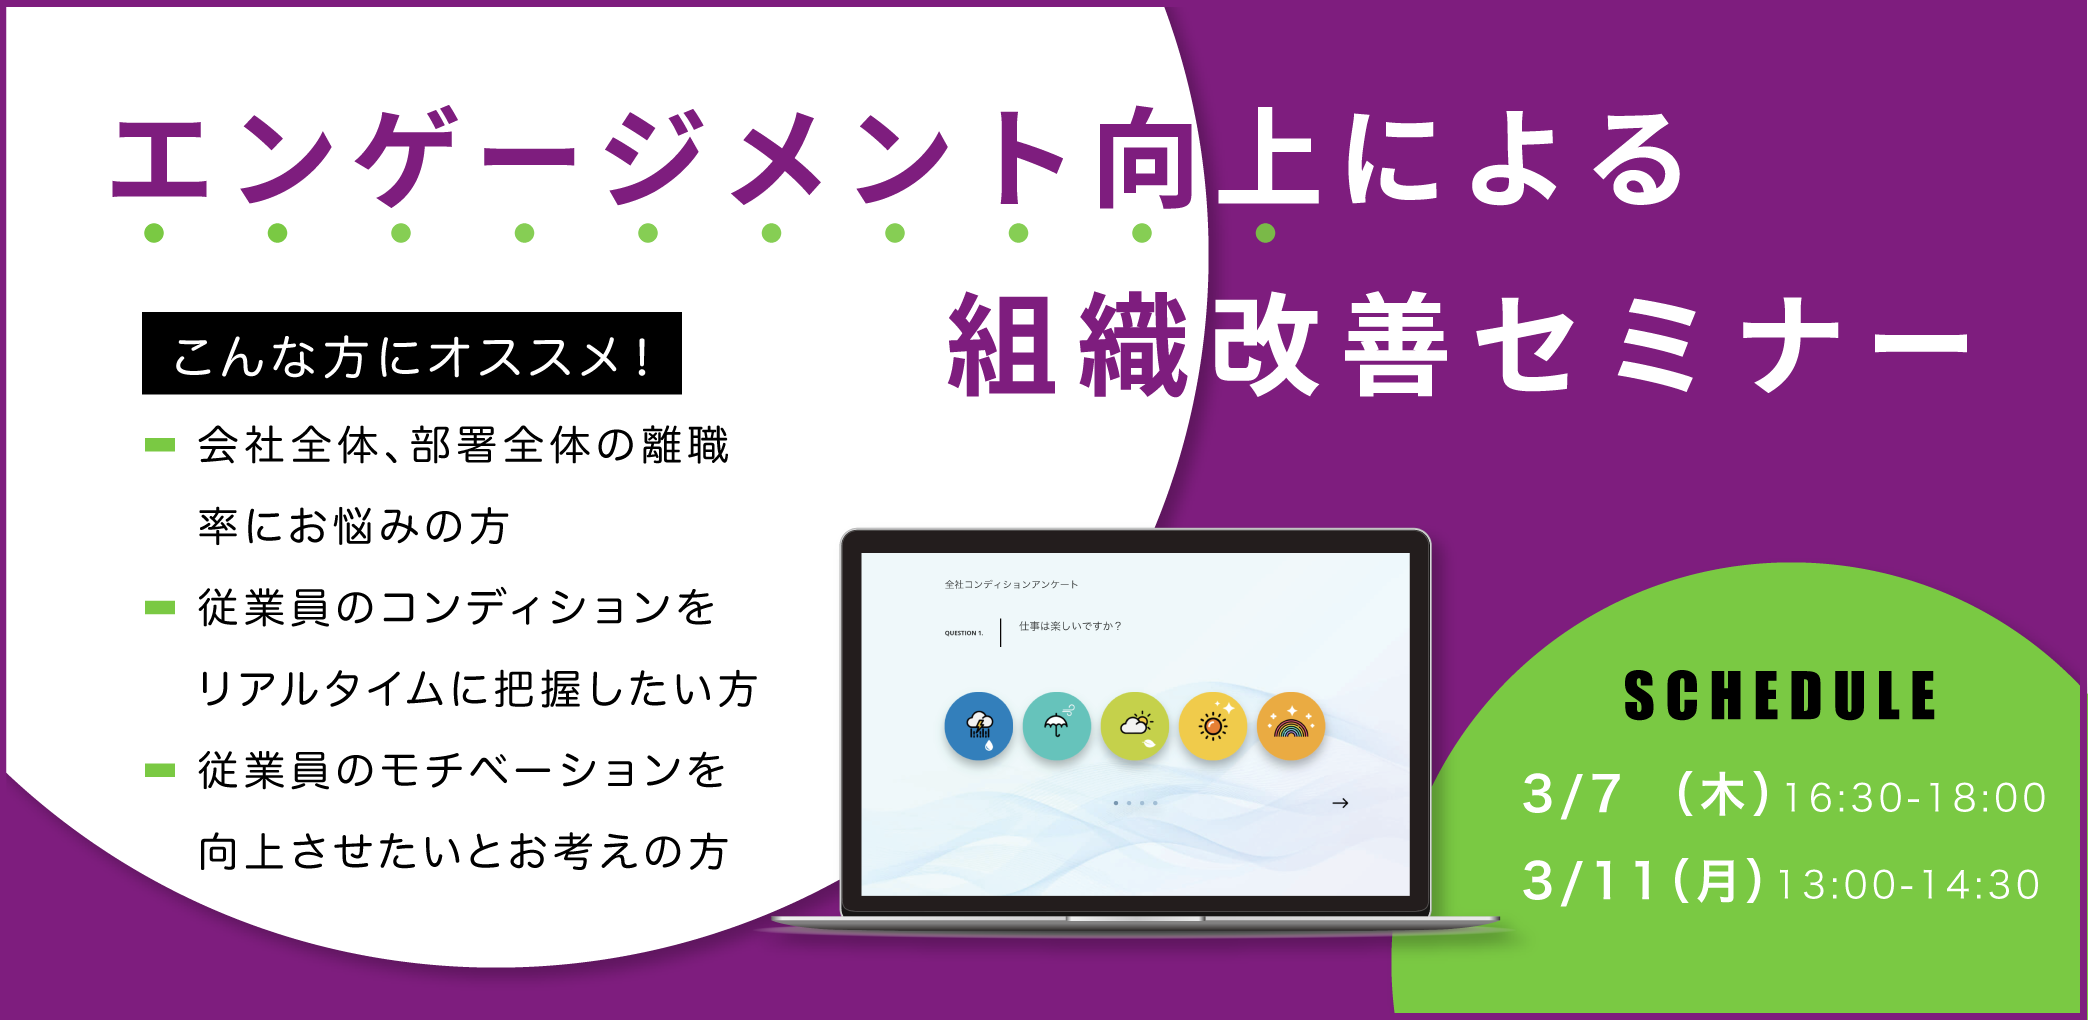 エンゲージメント向上による
組織改善セミナー
こんな方にオススメ！
会社全体、部署全体の離職
率にお悩みの方
従業員のコンディションを
リアルタイムに把握したい方
従業員のモチベーションを
向上させたいとお考えの方
全社コンディションアンケート
QUESTION 1.
仕事は楽しいですか？
SCHEDULE
3/7 （木）16:30-18:00
3/11（月）13:00-14:30